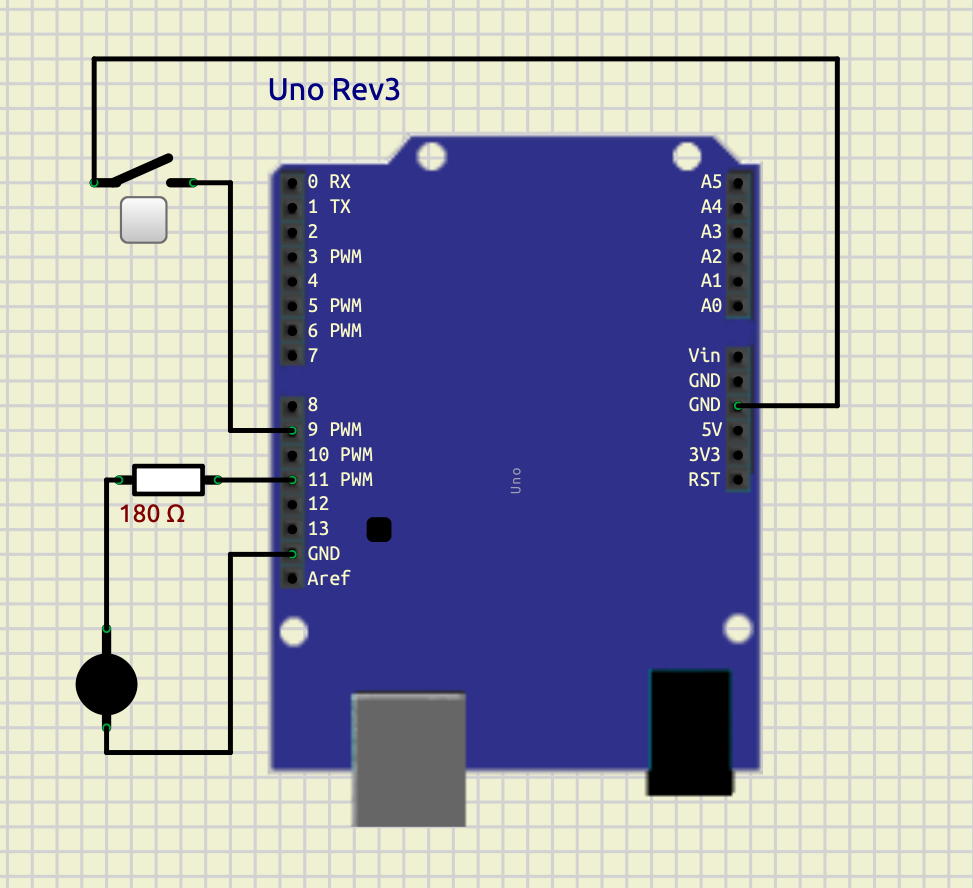 Uno Rev3
0 RX
1 TX
2
3 PWM
4
5 PWM
6 PWM
7
8
9 PWM
10 PWM
11 PWM
12
13
GND
Aref
A5
A4
A3
A2
A1
A0
Vin
GND
GND
5V
3V3
RST
Uno
180 Ω